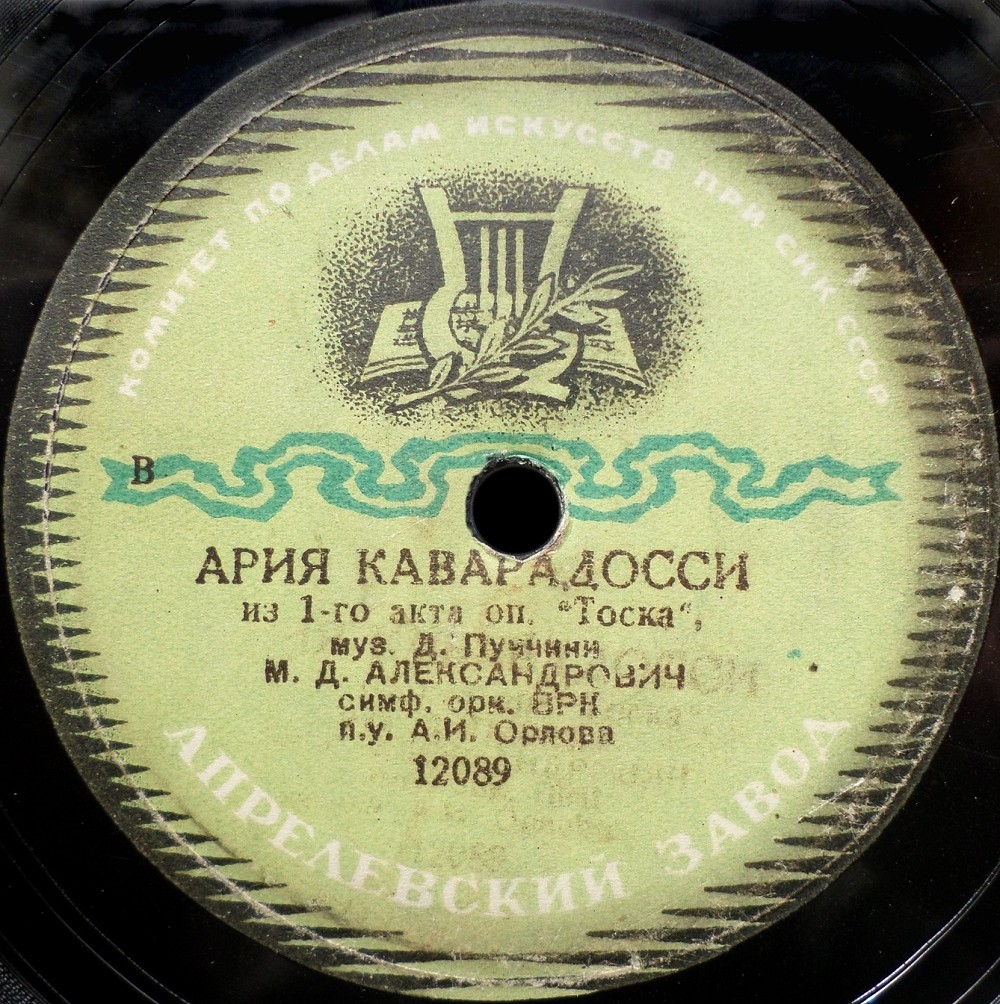 КОМИТЕТ ПО ДЕЛАМ ИСКУССТВ ПРИ СНК СССР
В
АРИЯ КАВАРАДОССИ
из 1-го акта оп. "Тоска",
муз. Д. Пуччини
М. Д. АЛЕКСАНДРОВИЧ
симф. орк. ВРК
п.у. А.И. Орлова
12089
АПРЕЛЕВСКИЙ ЗАВОД